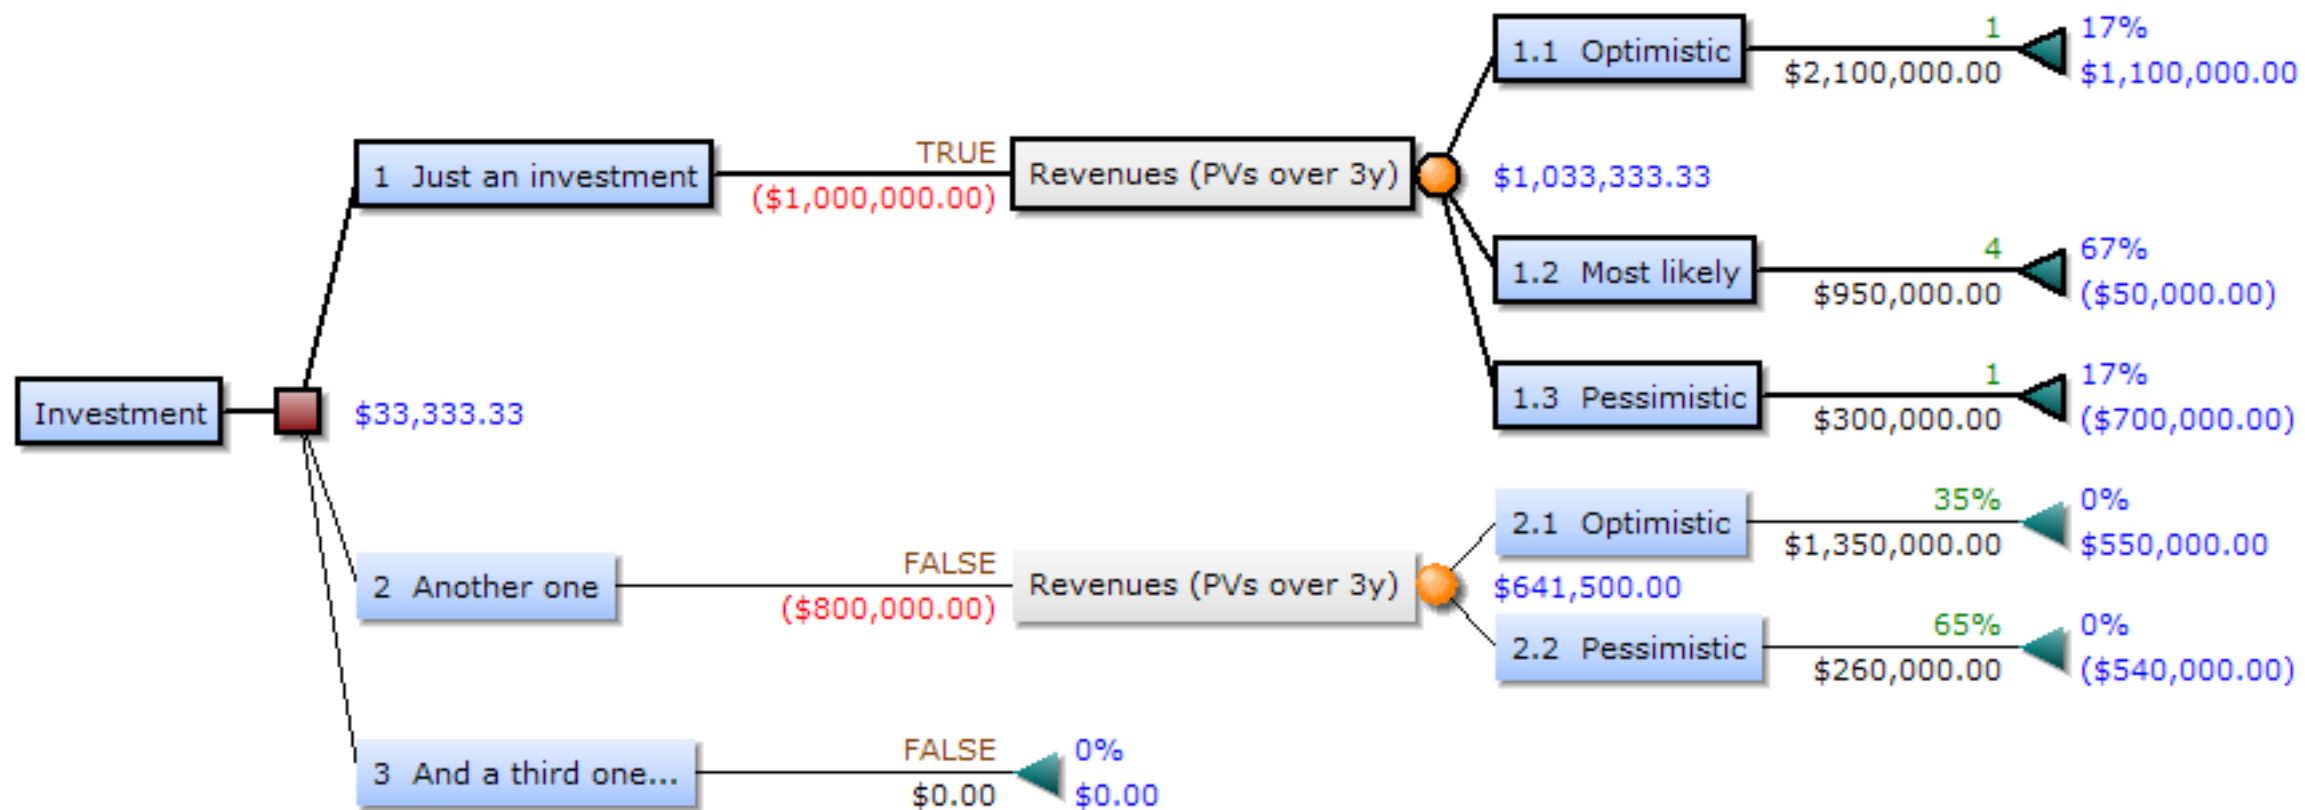 1.1 Optimistic
1
$2,100,000.00
17%
$1,100,000.00
1 Just an investment
TRUE
($1,000,000.00)
Revenues (PVs over 3y)
$1,033,333.33
1.2 Most likely
4
$950,000.00
67%
($50,000.00)
1.3 Pessimistic
1
$300,000.00
17%
($700,000.00)
Investment
$33,333.33
2.1 Optimistic
35%
$1,350,000.00
0%
$550,000.00
2 Another one
FALSE
($800,000.00)
Revenues (PVs over 3y)
$641,500.00
2.2 Pessimistic
65%
$260,000.00
0%
($540,000.00)
3 And a third one...
FALSE
$0.00
0%
$0.00